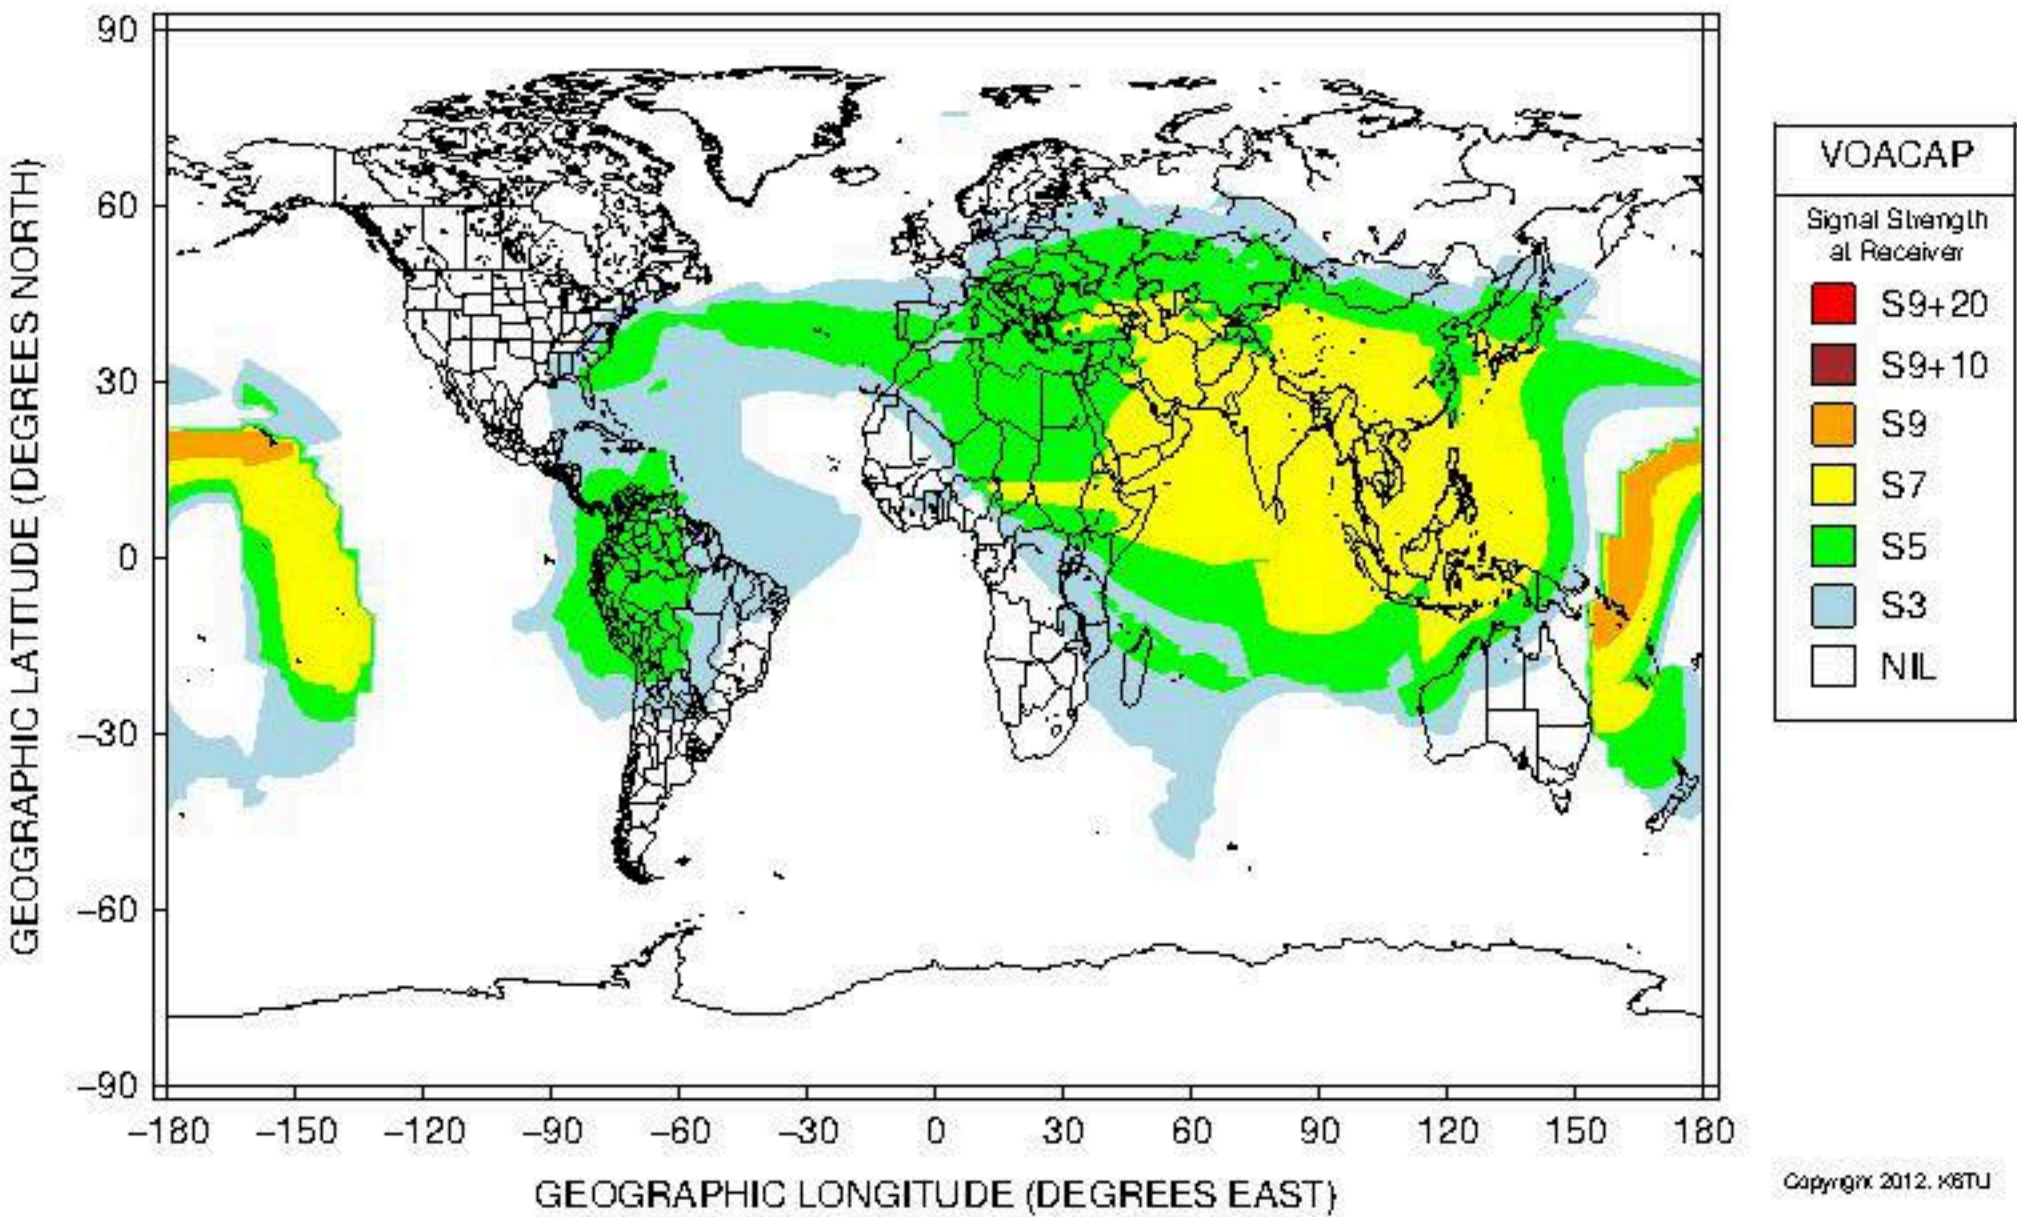 90
60
30
0
−30
−60
−90
GEOGRAPHIC LATITUDE (DEGREES NORTH)
−180 −150 −120 −90 −60 −30 0 30 60 90 120 150 180
GEOGRAPHIC LONGITUDE (DEGREES EAST)
VOACAP
Signal Strength
at Receiver
S9+20
S9+10
S9
S7
S5
S3
NIL
Copyright 2012. K6TU